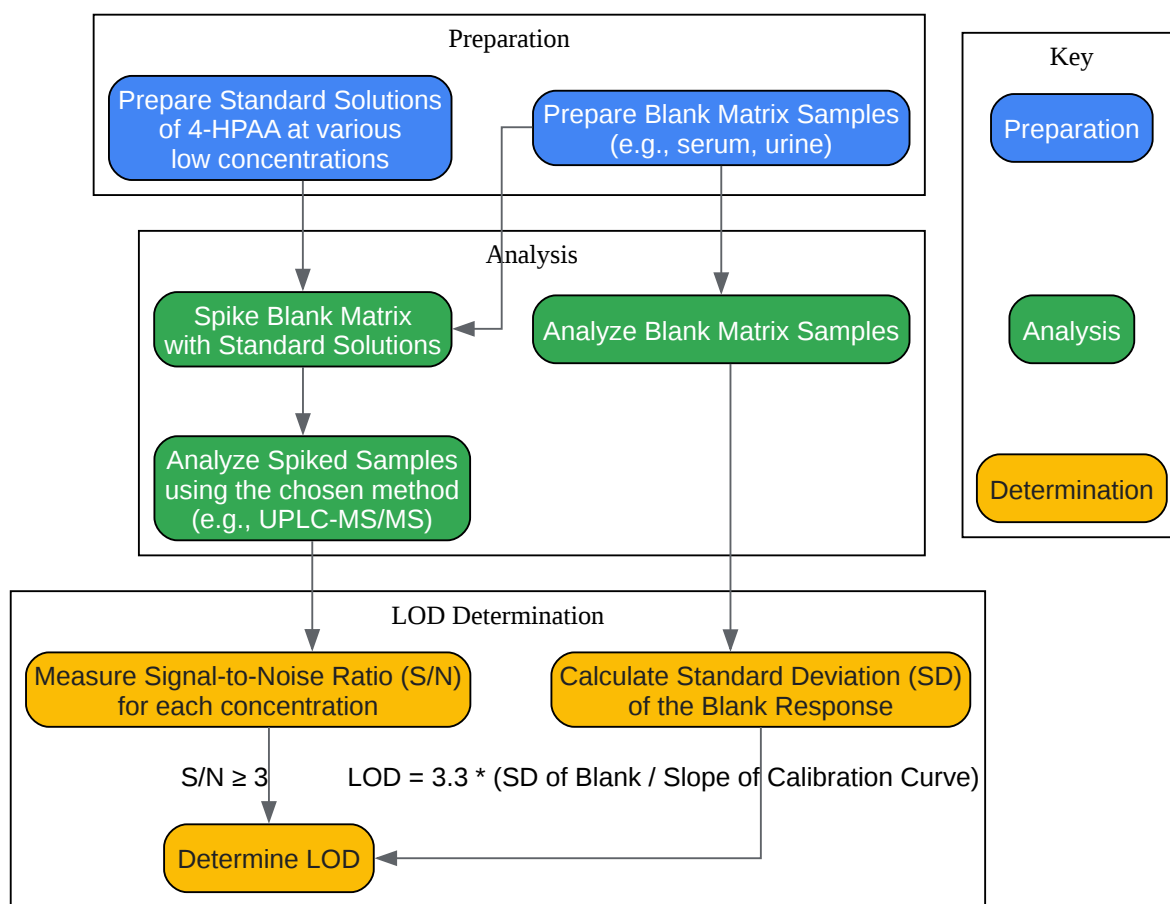 Preparation
Prepare Standard Solutions
of 4-HPAA at various
low concentrations
Prepare Blank Matrix Samples
(e.g., serum, urine)
Analysis
Spike Blank Matrix
with Standard Solutions
Analyze Blank Matrix Samples
Analyze Spiked Samples
using the chosen method
(e.g., UPLC-MS/MS)
LOD Determination
Measure Signal-to-Noise Ratio (S/N)
for each concentration
Calculate Standard Deviation (SD)
of the Blank Response
S/N ≥ 3
LOD = 3.3 * (SD of Blank / Slope of Calibration Curve)
Determine LOD
Key
Preparation
Analysis
Determination